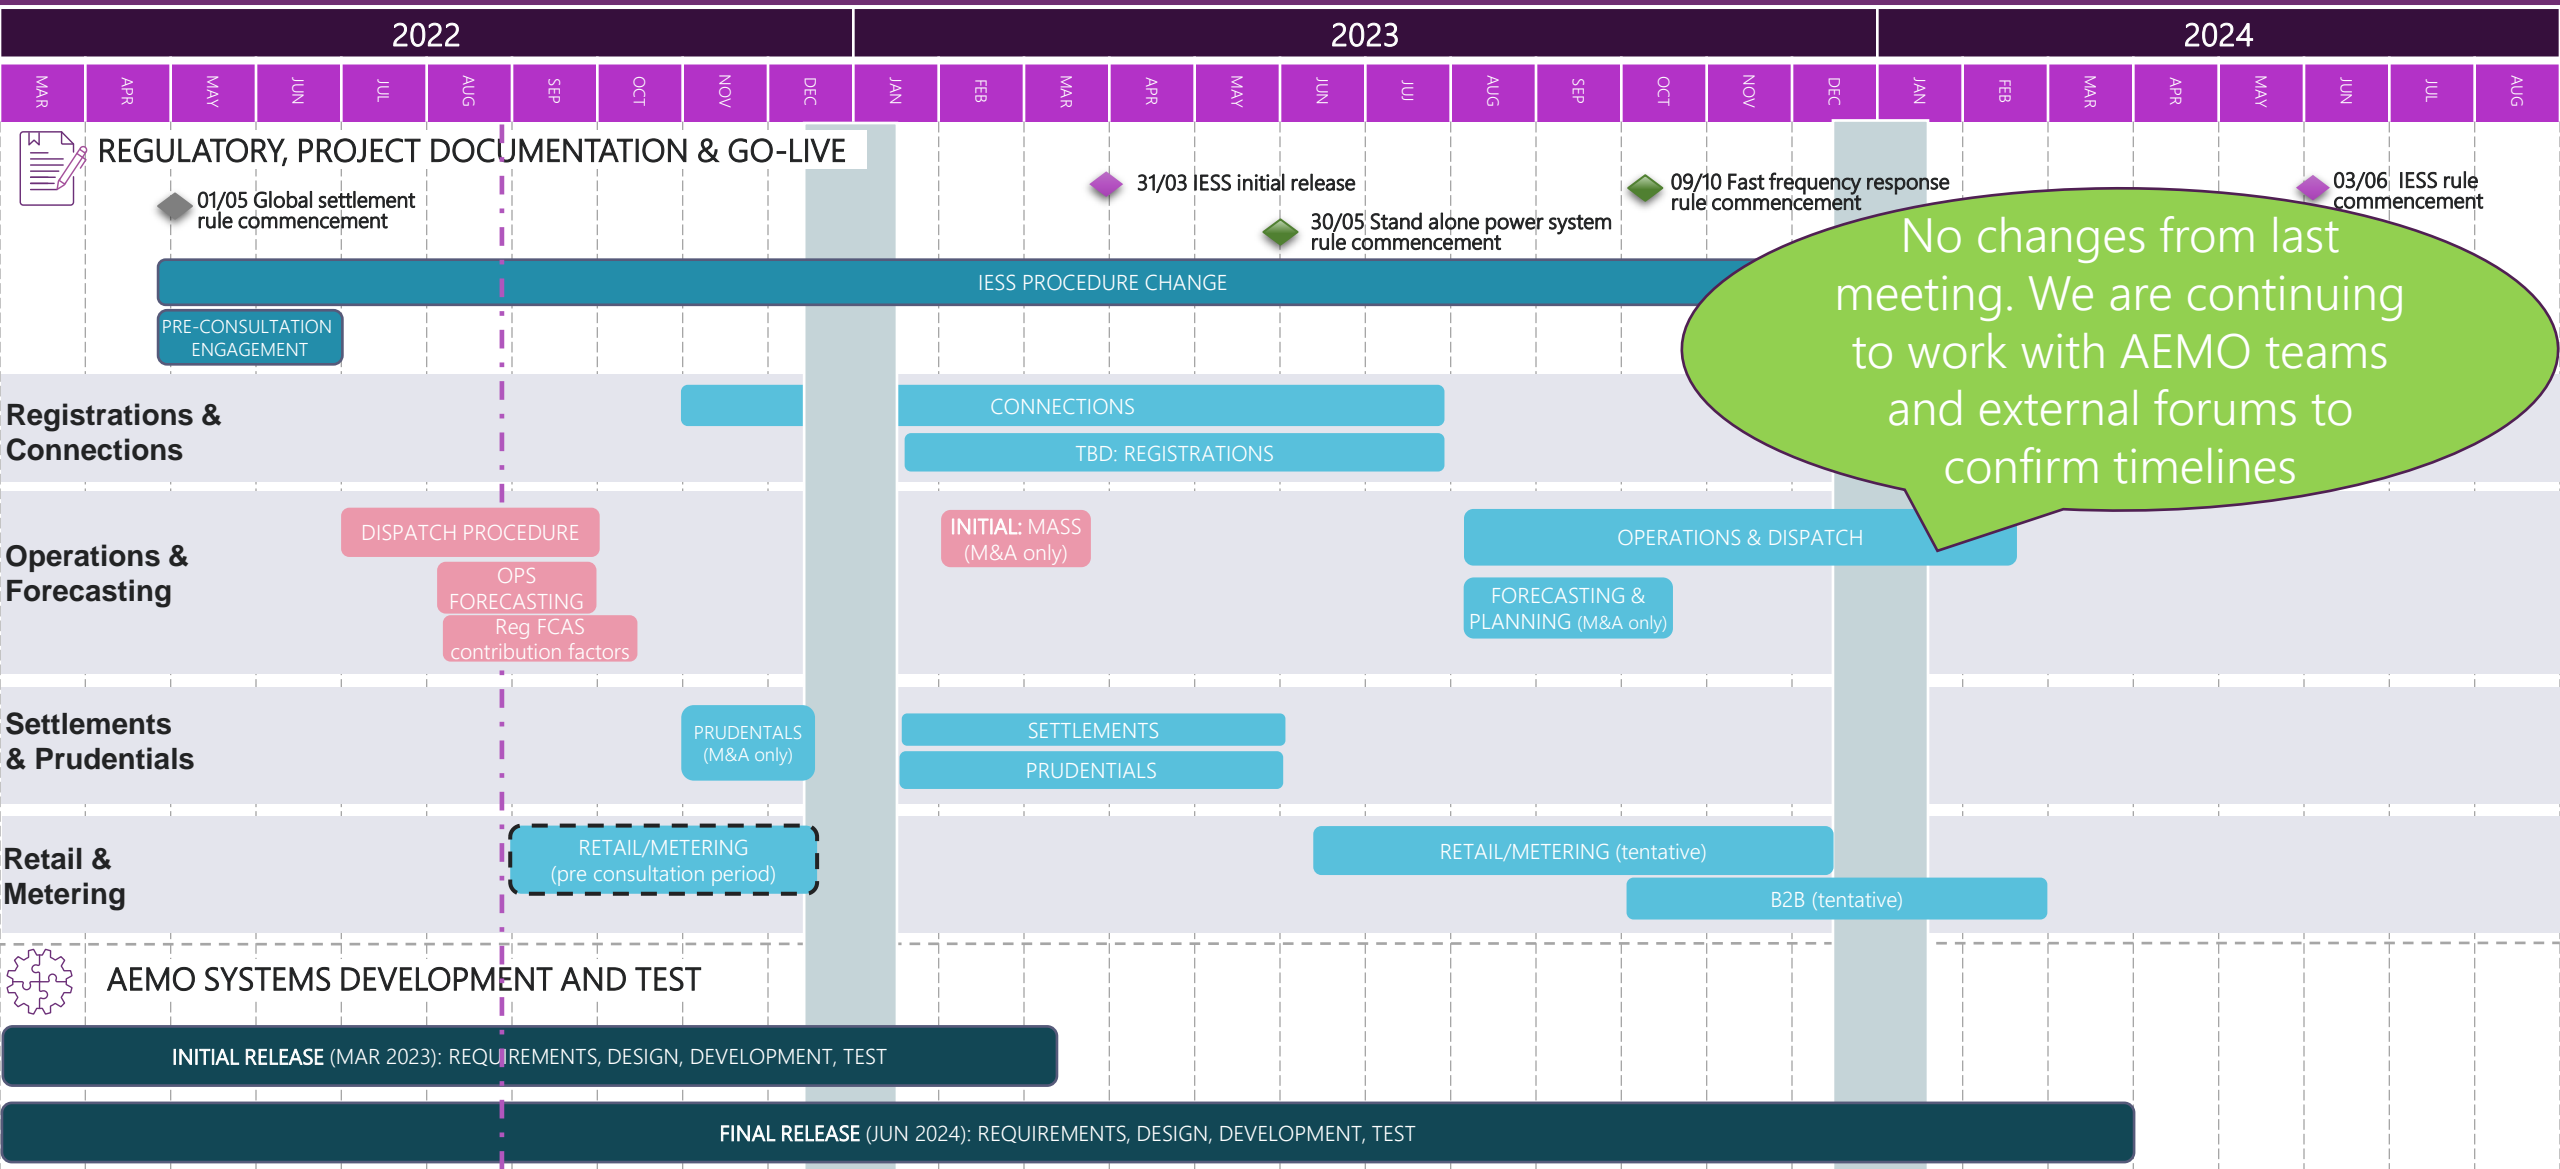 2022
2023
2024
MAR
APR
MAY
JUN
JUL
AUG
SEP
OCT
NOV
DEC
JAN
FEB
MAR
APR
MAY
JUN
JUJ
AUG
SEP
OCT
NOV
DEC
JAN
FEB
MAR
APR
MAY
JUN
JUL
AUG
REGULATORY, PROJECT DOCUMENTATION & GO-LIVE
01/05 Global settlement
rule commencement
31/03 IESS initial release
30/05 Stand alone power system
rule commencement
09/10 Fast frequency response
rule commencement
03/06 IESS rule
commencement
IESS PROCEDURE CHANGE
PRE-CONSULTATION
ENGAGEMENT
No changes from last
meeting. We are continuing
to work with AEMO teams
and external forums to
confirm timelines
Registrations &
Connections
CONNECTIONS
TBD: REGISTRATIONS
Operations &
Forecasting
DISPATCH PROCEDURE
OPS
FORECASTING
Reg FCAS
contribution factors
INITIAL: MASS
(M&A only)
OPERATIONS & DISPATCH
FORECASTING &
PLANNING (M&A only)
Settlements
& Prudentials
PRUDENTALS
(M&A only)
SETTLEMENTS
PRUDENTIALS
Retail &
Metering
RETAIL/METERING
(pre consultation period)
RETAIL/METERING (tentative)
B2B (tentative)
AEMO SYSTEMS DEVELOPMENT AND TEST
INITIAL RELEASE (MAR 2023): REQUIREMENTS, DESIGN, DEVELOPMENT, TEST
FINAL RELEASE (JUN 2024): REQUIREMENTS, DESIGN, DEVELOPMENT, TEST